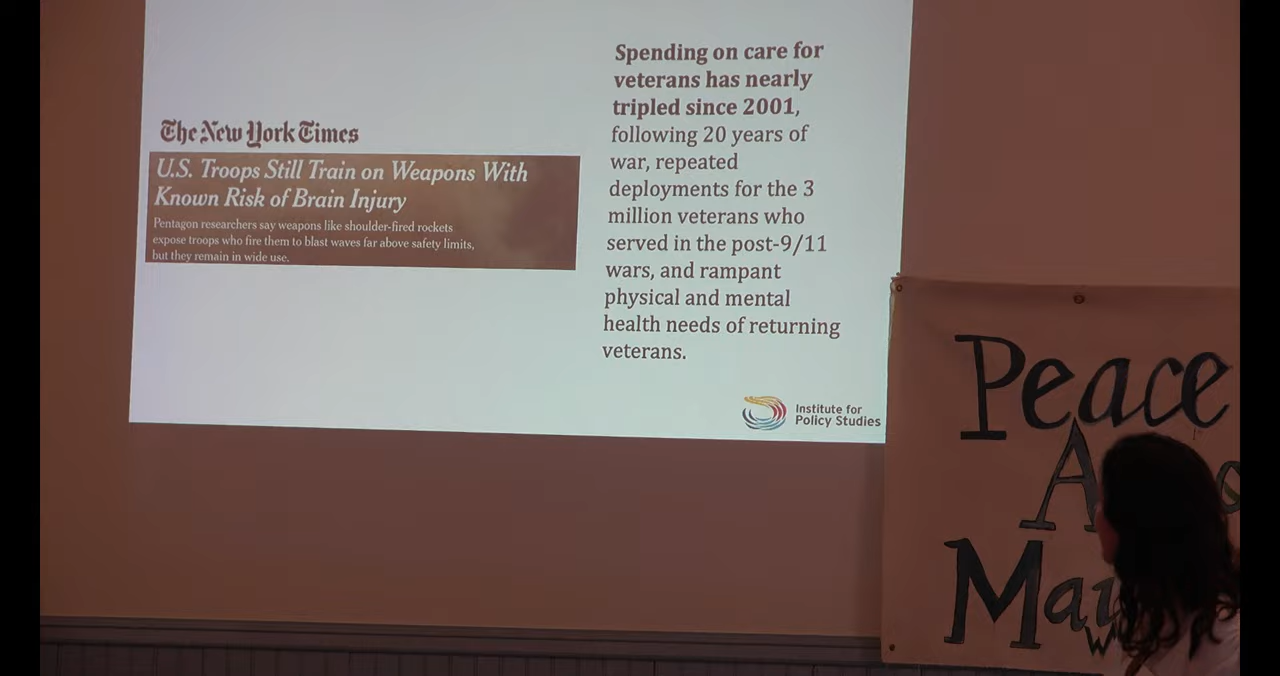 The New York Times
U.S. Troops Still Train on Weapons With
Known Risk of Brain Injury
Pentagon researchers say weapons like shoulder-fired rockets
expose troops who fire them to blast waves far above safety limits,
but they remain in wide use.
Spending on care for
veterans has nearly
tripled since 2001,
following 20 years of
war, repeated
deployments for the 3
million veterans who
served in the post-9/11
wars, and rampant
physical and mental
health needs of returning
veterans.
Institute for
Policy Studies
Peace